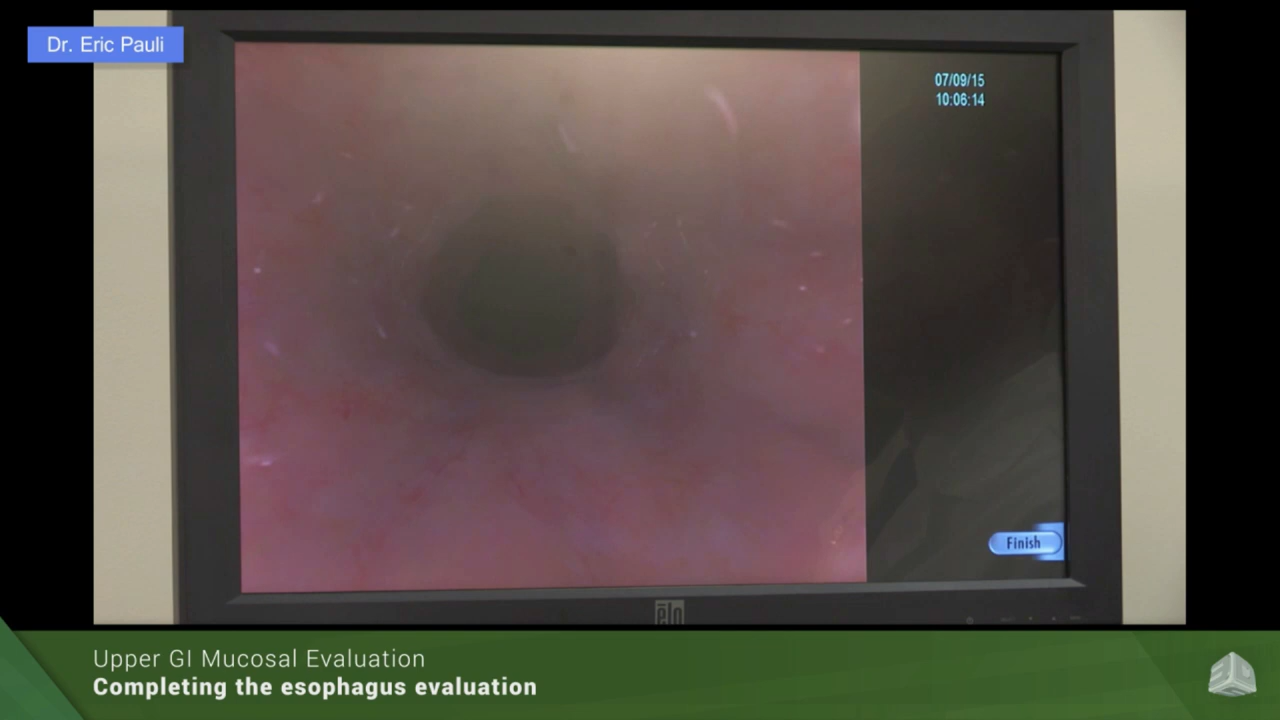 Dr. Eric Pauli
07/09/15
10:06:14
Finish
elo
Upper GI Mucosal Evaluation
Completing the esophagus evaluation